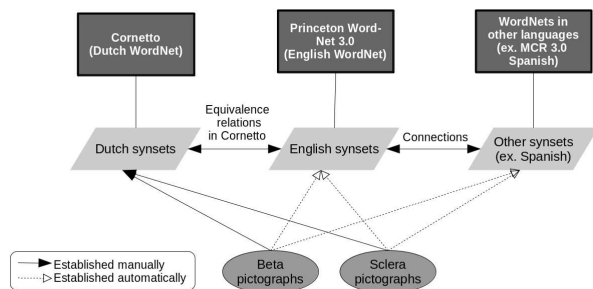 Cornetto
(Dutch WordNet)
Princeton Word-
Net 3.0
(English WordNet)
WordNets in
other languages
(ex. MCR 3.0
Spanish)
Equivalence
relations
in Cornetto
Connections
Dutch synsets
English synsets
Other synsets
(ex. Spanish)
Beta
pictographs
Sclera
pictographs
Established manually
Established automatically